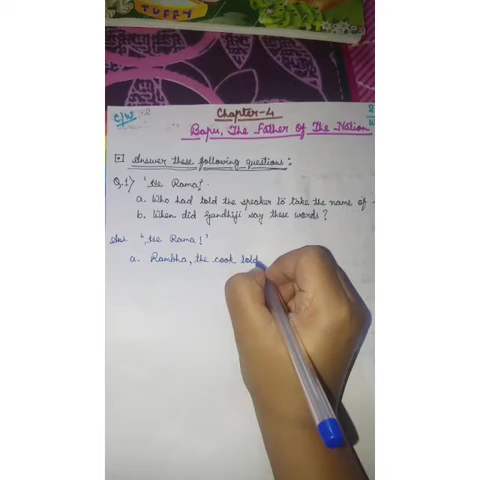 TUFFY
C/W
Chapter-4
2
Bapu, The Father Of The Nation
Answer these following questions:
Q.1) "He Rama!
a. Who had told the speaker to take the name of
b. When did Gandhiji say these words?
Ans "He Rama!"
a. Rambha, the cook told